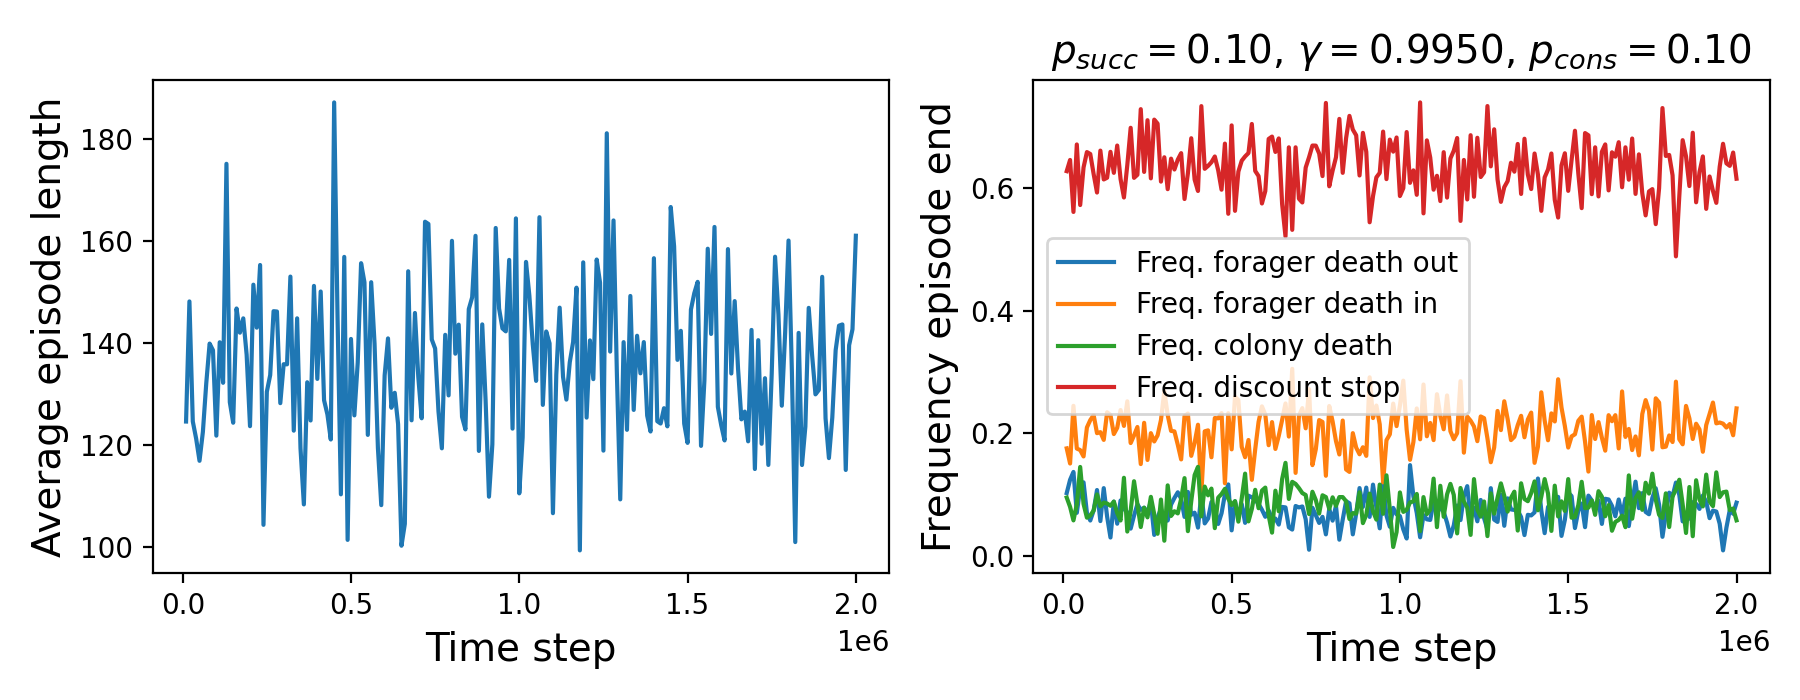 Average episode length
180
160
140
120
100
0.0 0.5 1.0 1.5 2.0
1e6
Time step
p_succ = 0.10, γ = 0.9950, p_cons = 0.10
Frequency episode end
0.6
0.4
0.2
0.0
Freq. forager death out
Freq. forager death in
Freq. colony death
Freq. discount stop
0.0 0.5 1.0 1.5 2.0
1e6
Time step